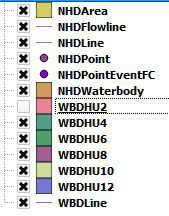 NHDArea
NHDFlowline
NHDLine
NHDPoint
NHDPointEventFC
NHDWaterbody
WBDHU2
WBDHU4
WBDHU6
WBDHU8
WBDHU10
WBDHU12
WBDLine